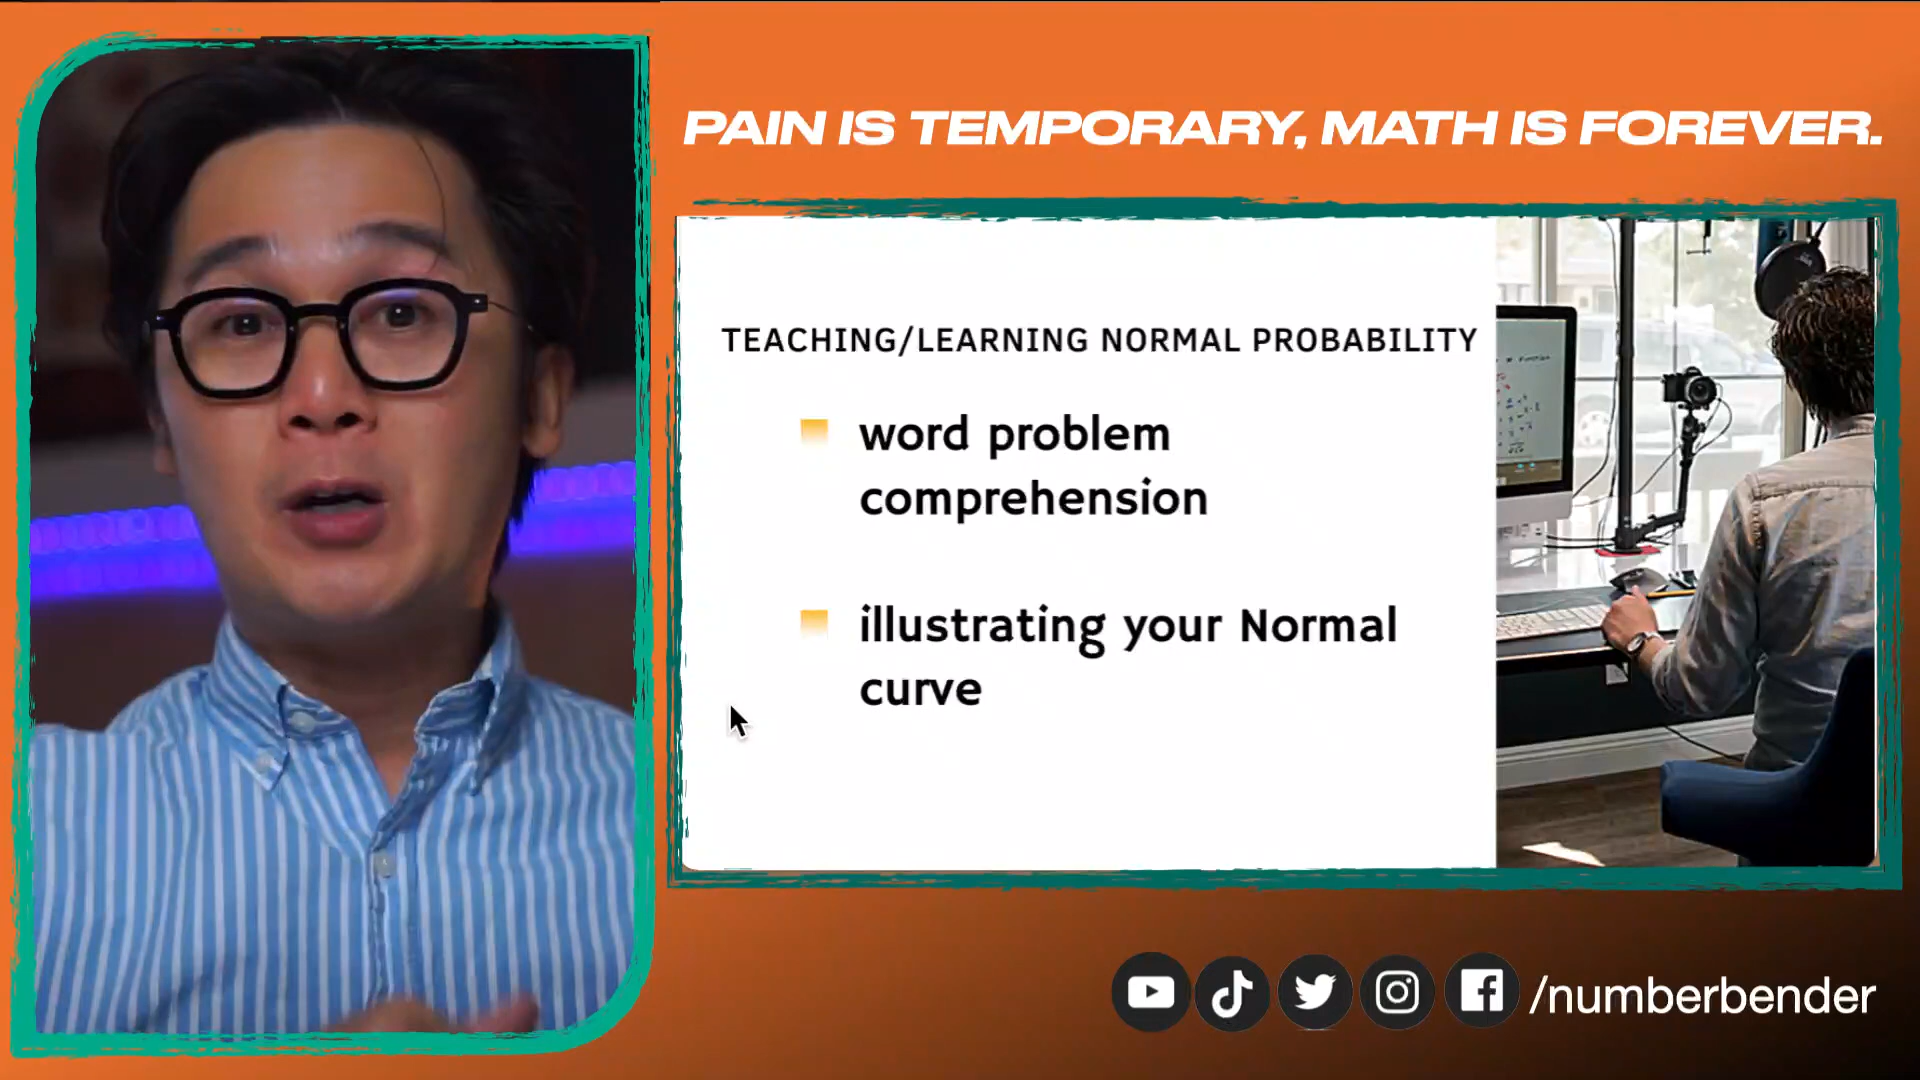 PAIN IS TEMPORARY, MATH IS FOREVER.
TEACHING/LEARNING NORMAL PROBABILITY
word problem
comprehension
illustrating your Normal
curve
/numberbender